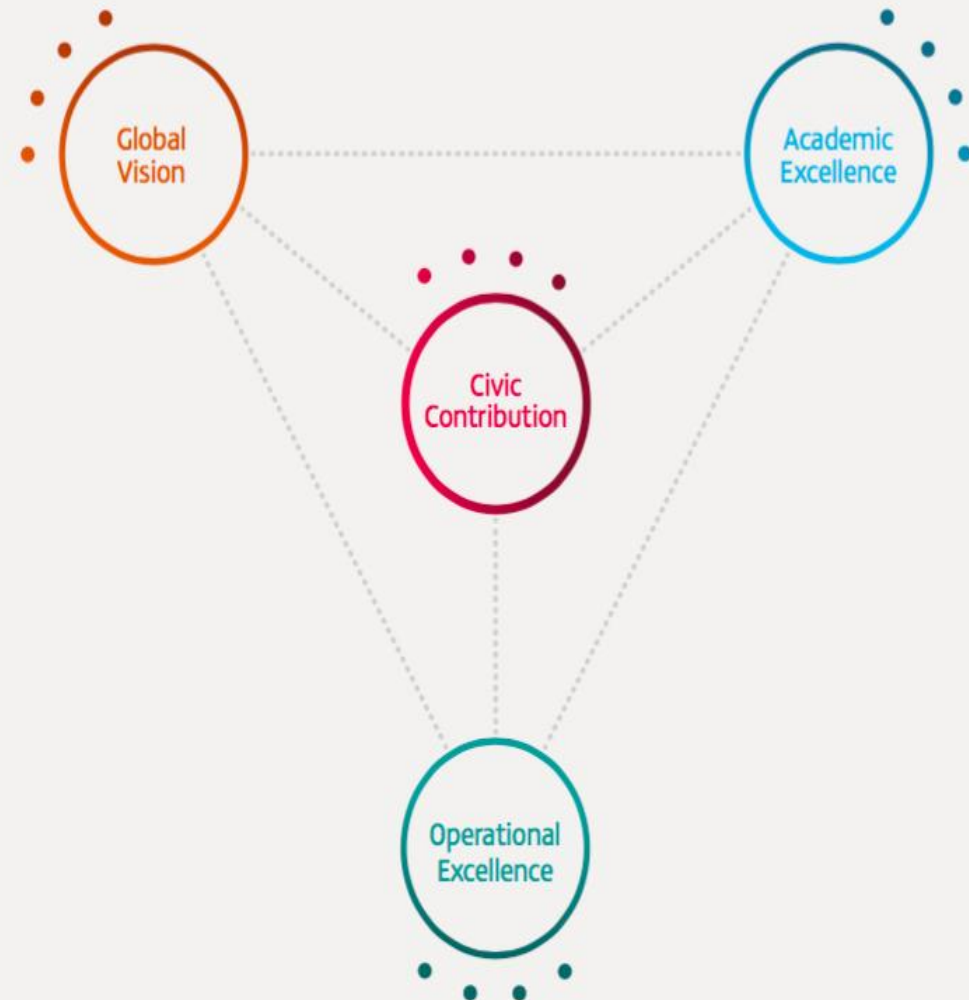 Global
Vision
Academic
Excellence
Civic
Contribution
Operational
Excellence